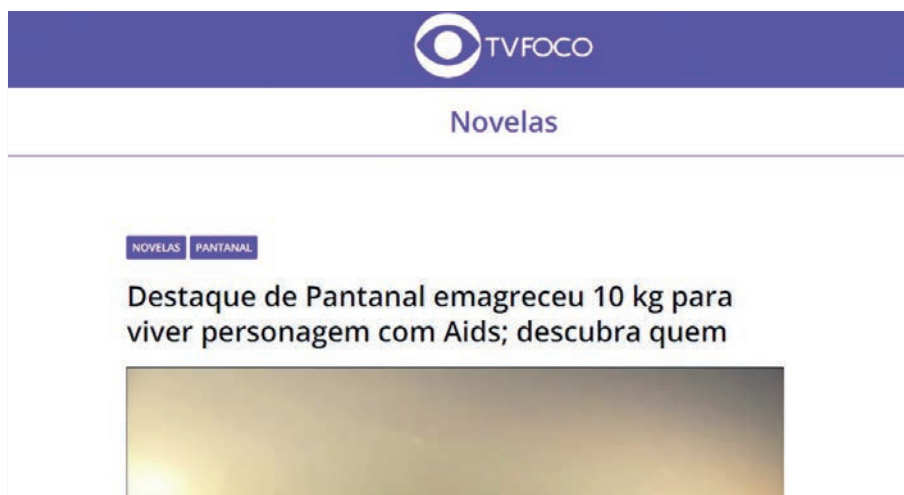 TVFOCO
Novelas
NOVELAS PANTANAL
Destaque de Pantanal emagreceu 10 kg para
viver personagem com Aids; descubra quem